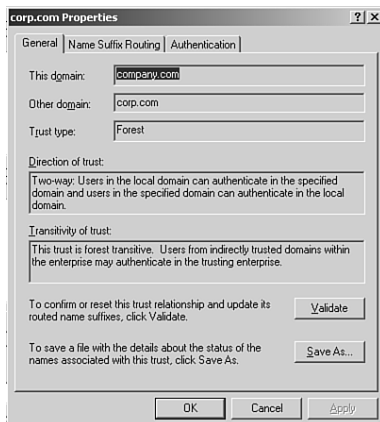 corp.com Properties
? x
General Name Suffix Routing Authentication
This domain: company.com
Other domain: corp.com
Trust type: Forest
Direction of trust:
Two-way: Users in the local domain can authenticate in the specified
domain and users in the specified domain can authenticate in the local
domain.
Transitivity of trust:
This trust is forest transitive. Users from indirectly trusted domains within
the enterprise may authenticate in the trusting enterprise.
To confirm or reset this trust relationship and update its
routed name suffixes, click Validate.
Validate
To save a file with the details about the status of the
names associated with this trust, click Save As.
Save As...
OK Cancel Apply